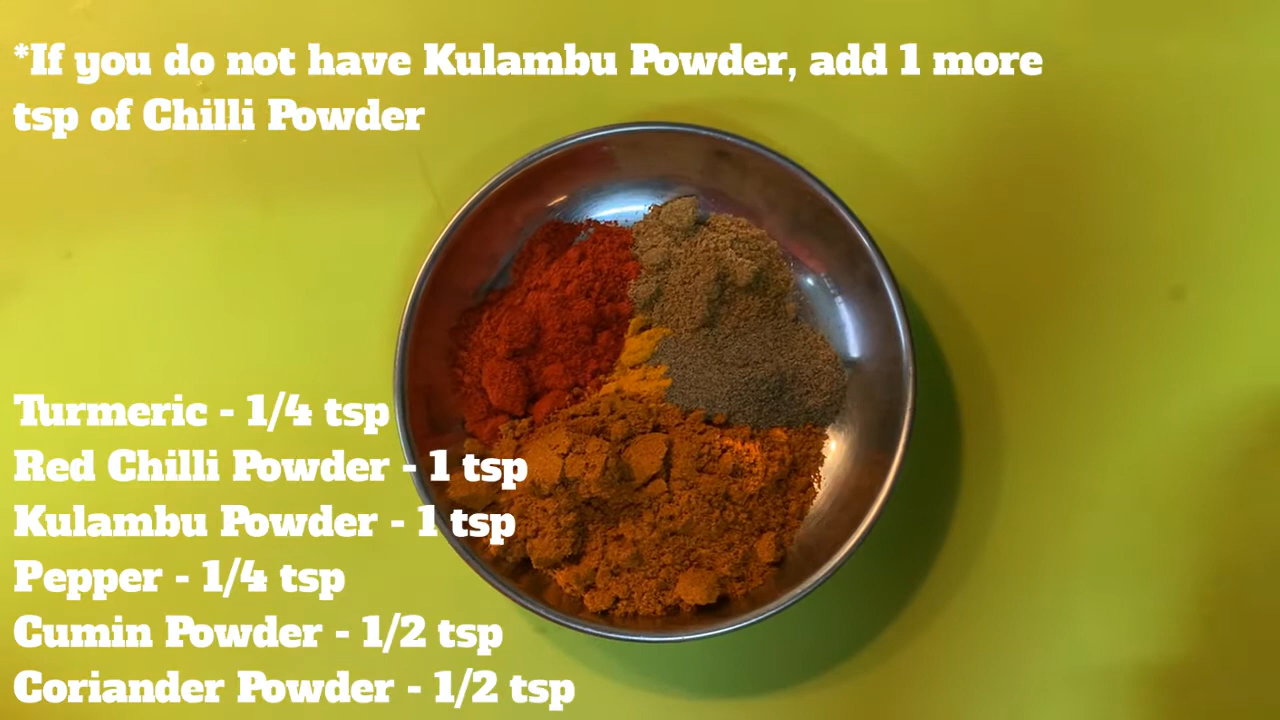 *If you do not have Kulambu Powder, add 1 more
tsp of Chilli Powder
Turmeric - 1/4 tsp
Red Chilli Powder - 1 tsp
Kulambu Powder - 1 tsp
Pepper - 1/4 tsp
Cumin Powder - 1/2 tsp
Coriander Powder - 1/2 tsp